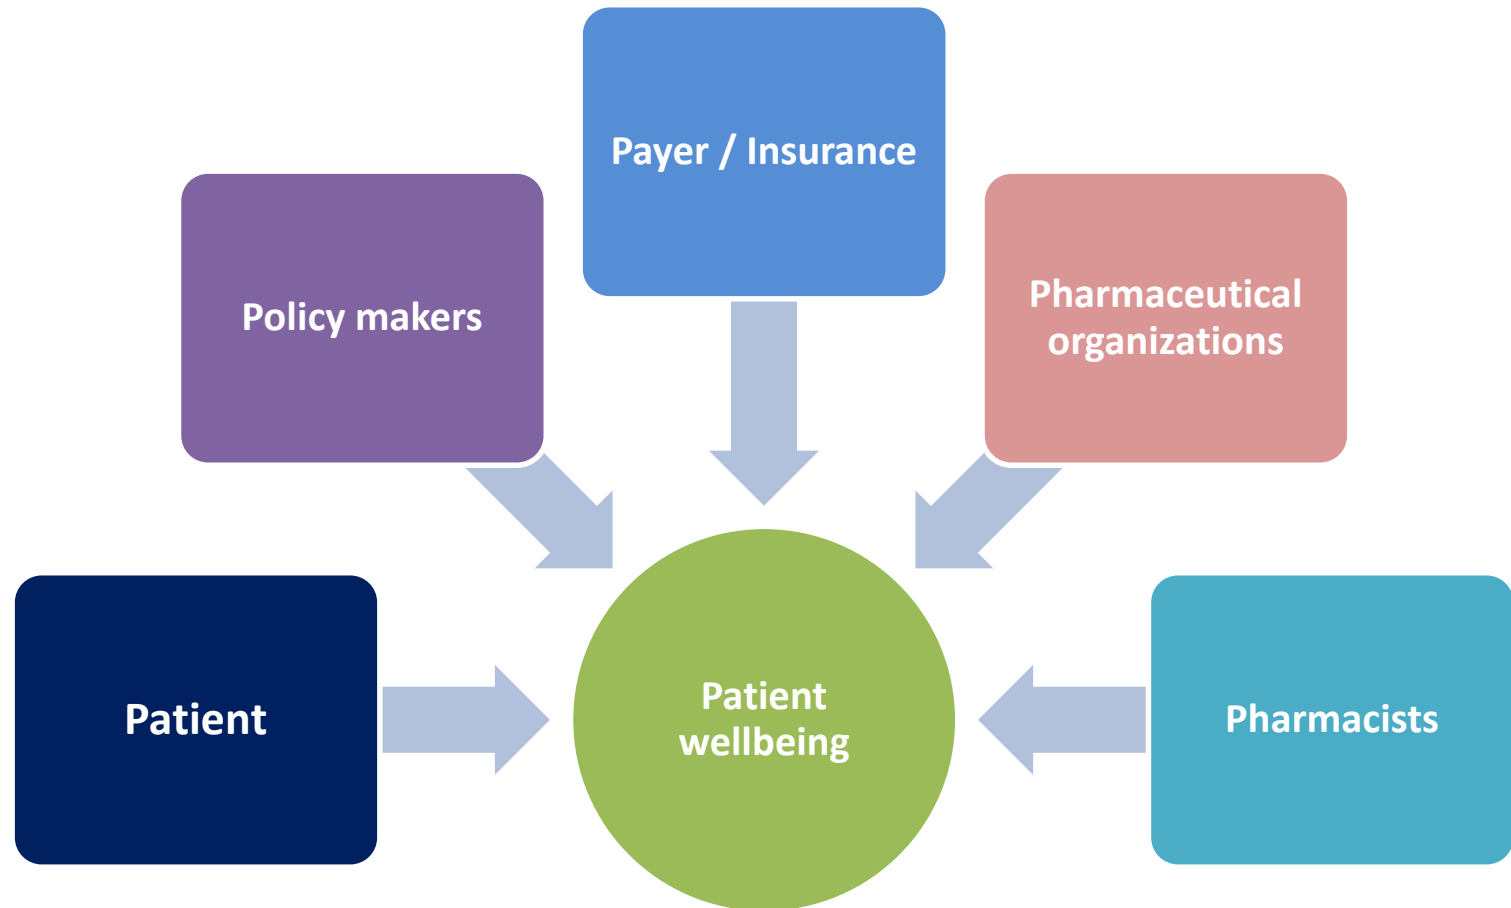 Payer / Insurance
Policy makers
Pharmaceutical
organizations
Patient
Patient
wellbeing
Pharmacists